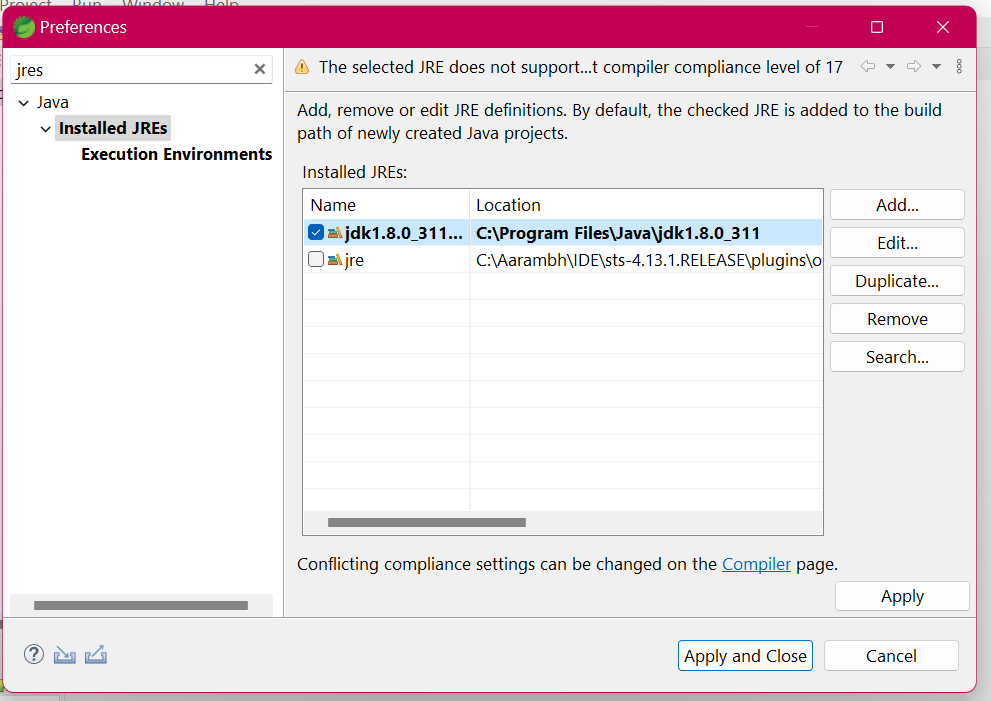 Project Run Window Help
Preferences
jres
The selected JRE does not support...t compiler compliance level of 17
Java
Installed JREs
Execution Environments
Add, remove or edit JRE definitions. By default, the checked JRE is added to the build
path of newly created Java projects.
Installed JREs:
Name Location
jdk1.8.0_311... C:\Program Files\Java\jdk1.8.0_311
jre C:\Aarambh\IDE\sts-4.13.1.RELEASE\plugins\o
Add...
Edit...
Duplicate...
Remove
Search...
Conflicting compliance settings can be changed on the Compiler page.
Apply
Apply and Close
Cancel